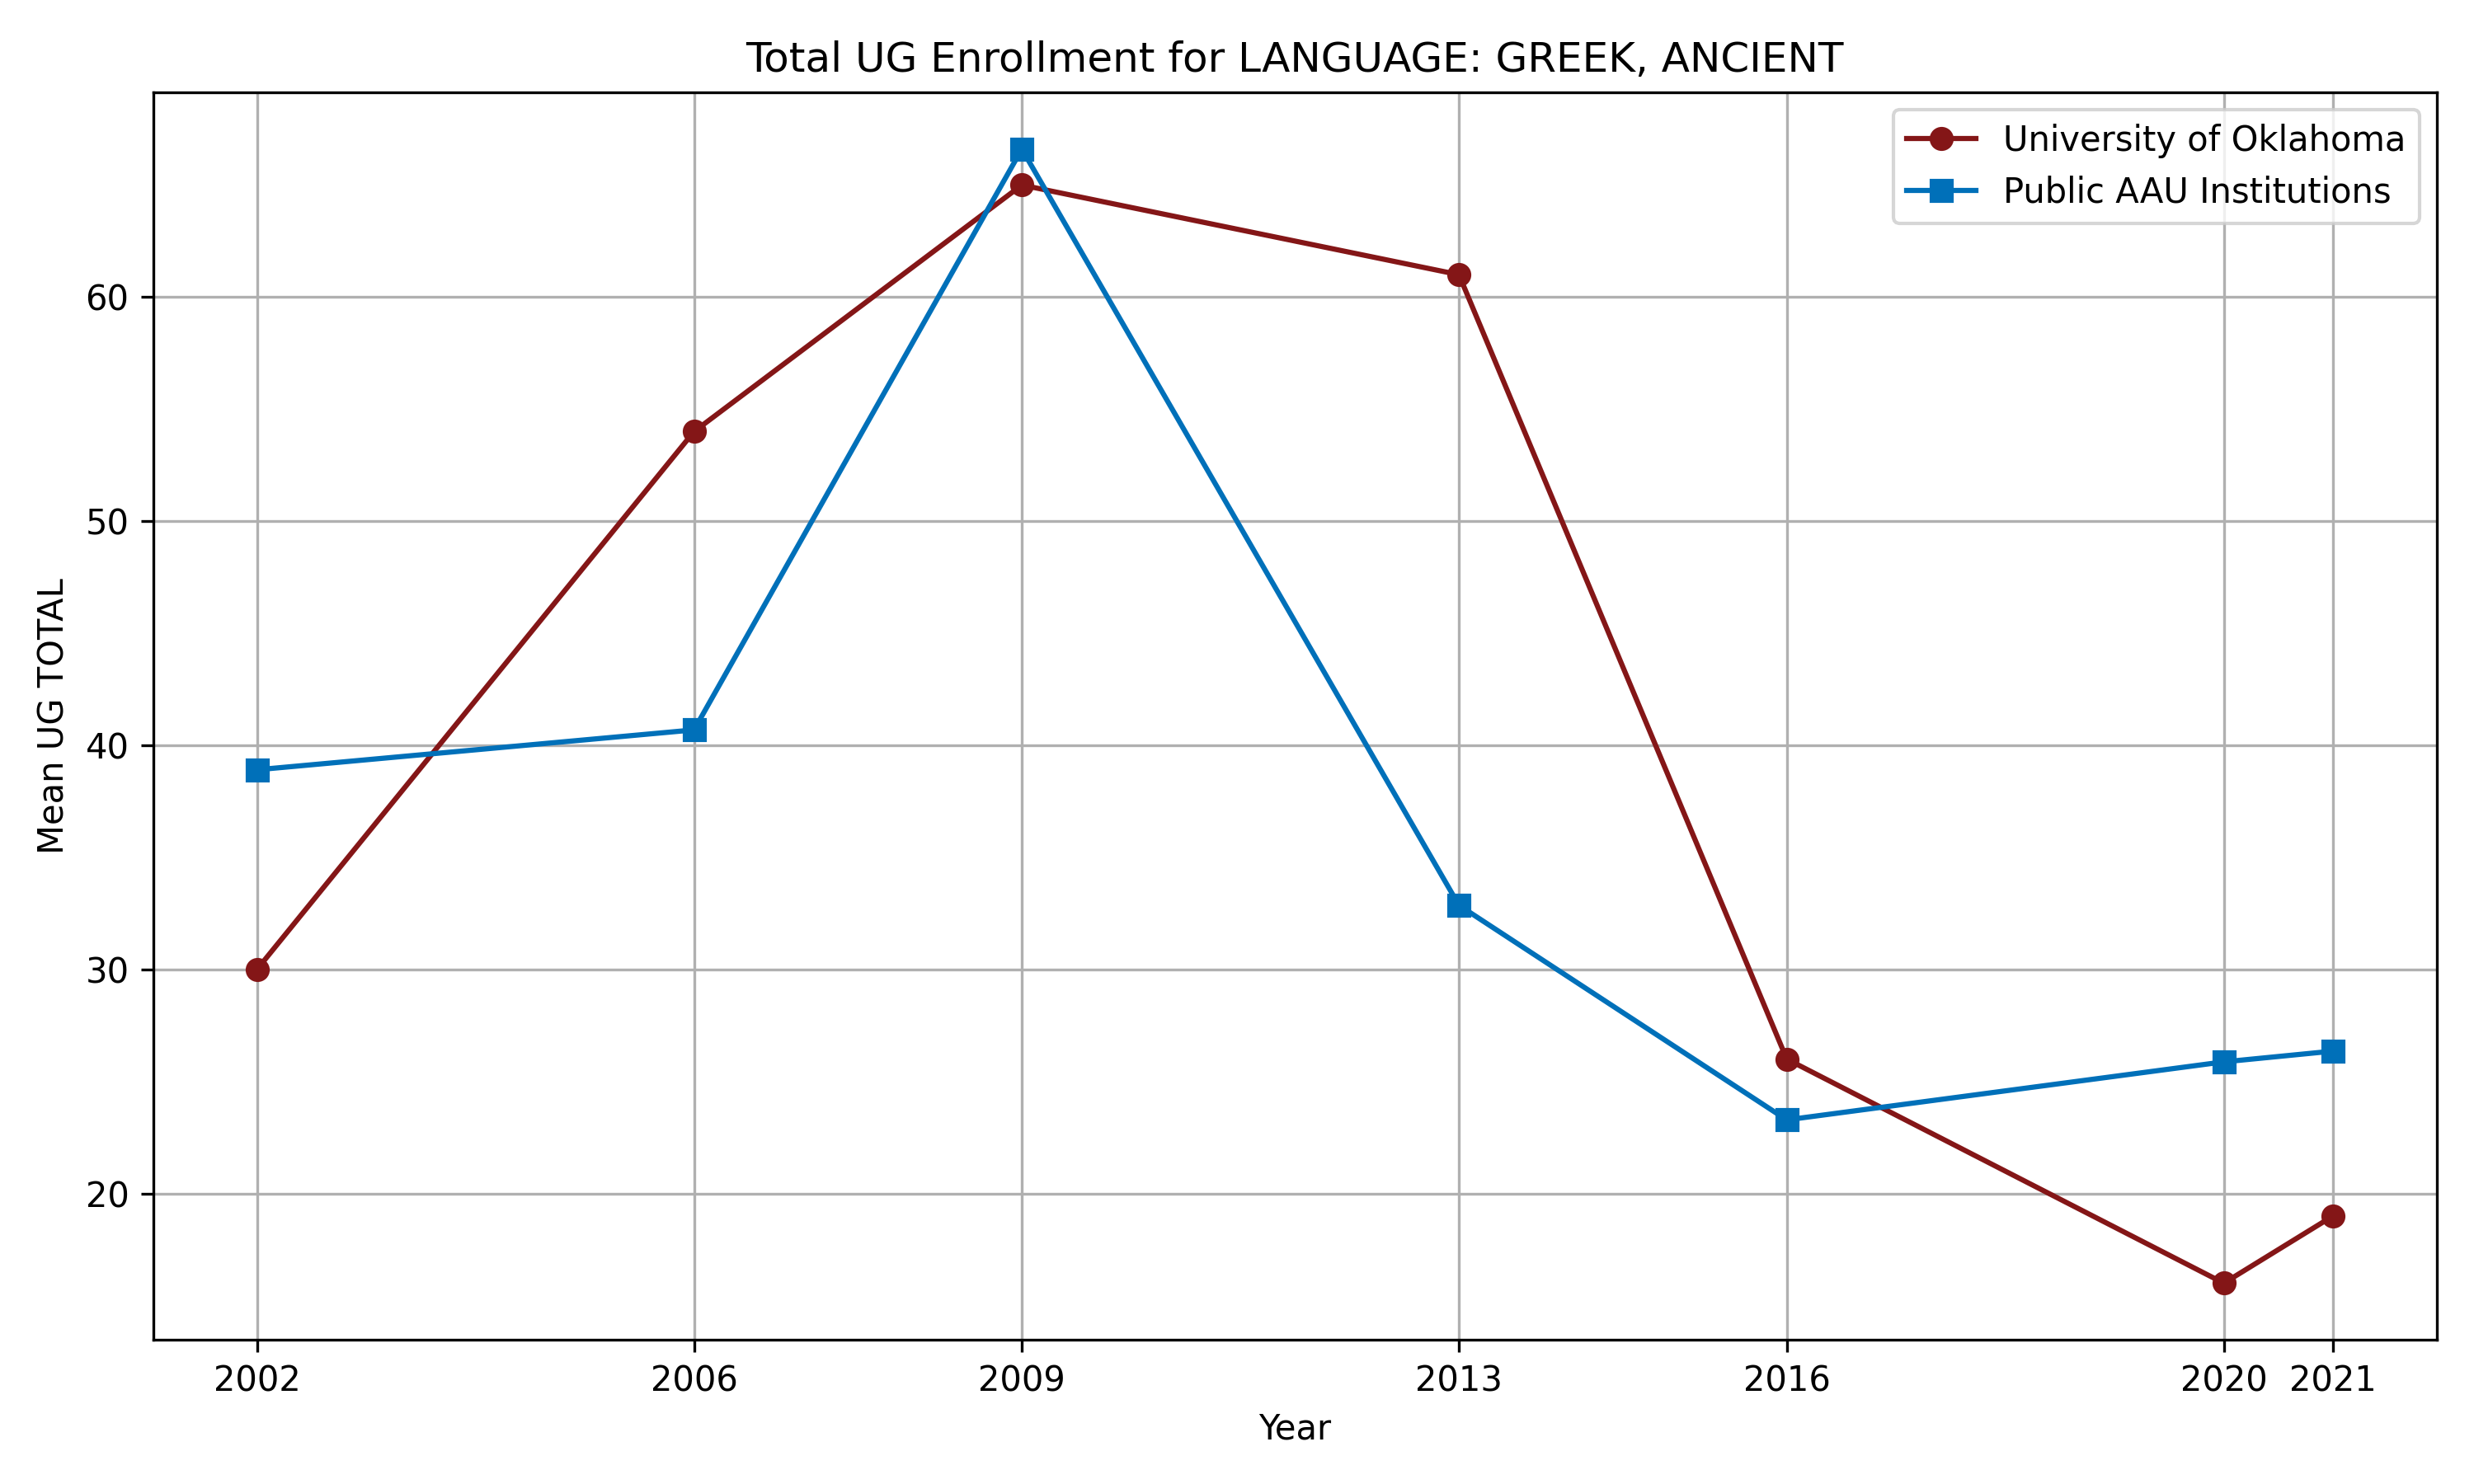 Total UG Enrollment for LANGUAGE: GREEK, ANCIENT
University of Oklahoma
Public AAU Institutions
60
50
40
30
20
Mean UG TOTAL
2002 2006 2009 2013 2016 2020 2021
Year